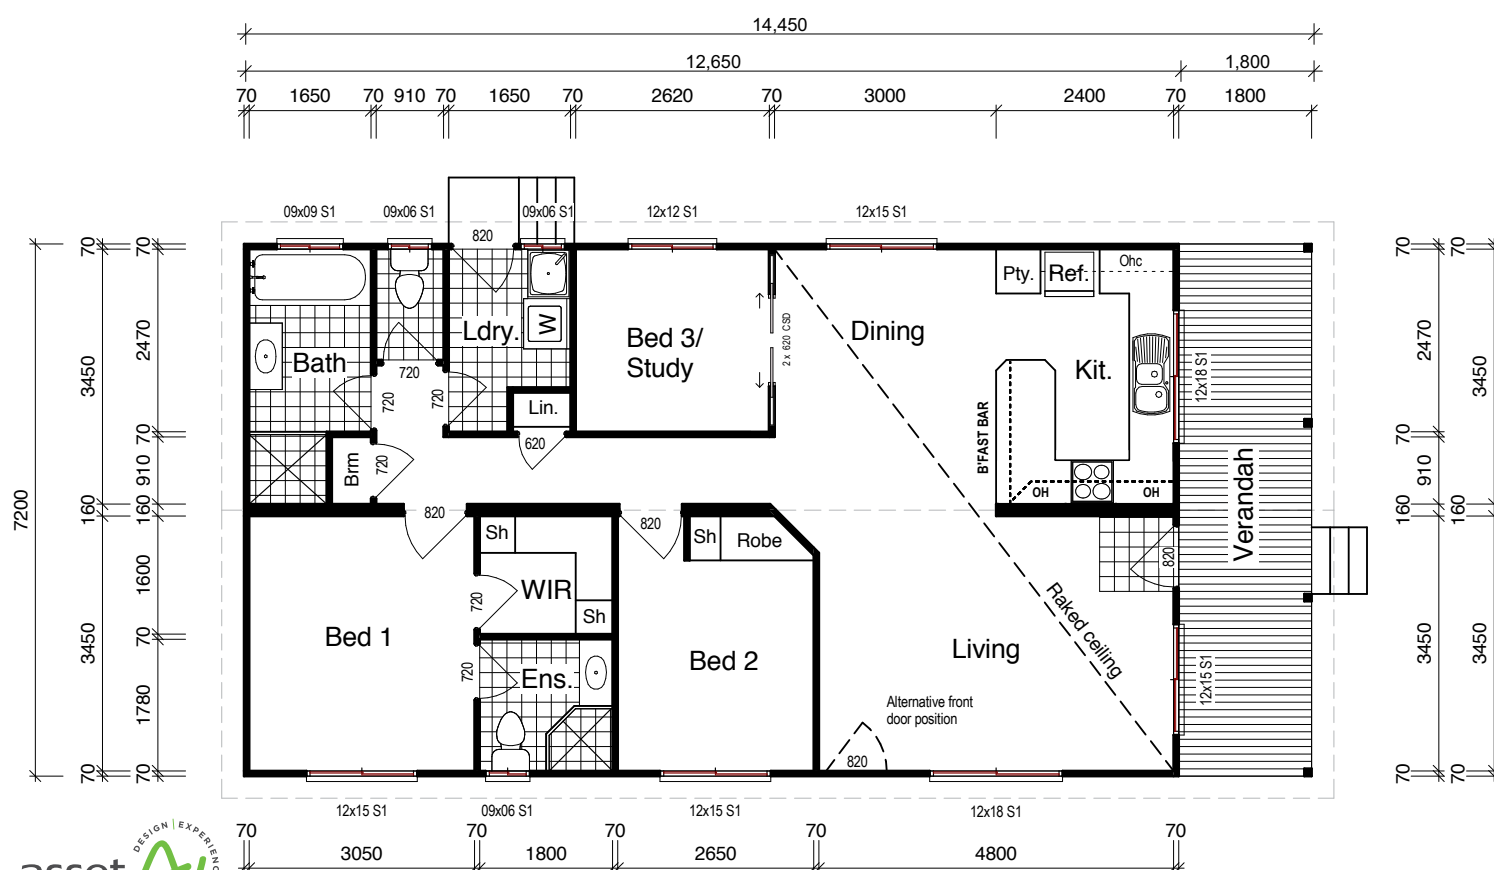 14,450
12,650 1,800
70 1650 70 910 70 1650 70 2620 70 3000 2400 70 1800
09x09 S1 09x06 S1 09x06 S1 12x12 S1 12x15 S1
820
70 70 70 70
Pty. Ref. Ohc
W
2470 3450 2470 3450
Bath
Ldry.
Bed 3/
Study
2 x 620 CSD
Dining
Kit.
12x18 S1
720
720
720
Lin.
620
B'FAST BAR
Brm
720
OH OH
70 910 160 160 70 910 160 160
7200
820 820
Sh Sh Robe
820
Verandah
1600
WIR
720
Sh
Raked ceiling
Bed 1
Bed 2
Living
3450 70 3450 3450
720
Ens.
12x15 S1
1780
Alternative front
door position
820
70 70 70 70
12x15 S1 09x06 S1 12x15 S1 12x18 S1
70 70 70 70 70
3050 1800 2650 4800
DESIGN EXPERIENC
asset